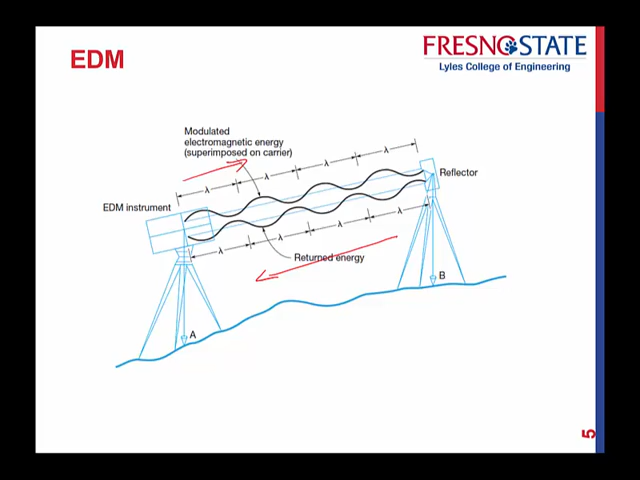 EDM
FRESNO STATE
Lyles College of Engineering
Modulated
electromagnetic energy
(superimposed on carrier)
λ
λ
λ
λ
Reflector
EDM instrument
λ
λ
λ
λ
Returned energy
B
A
5